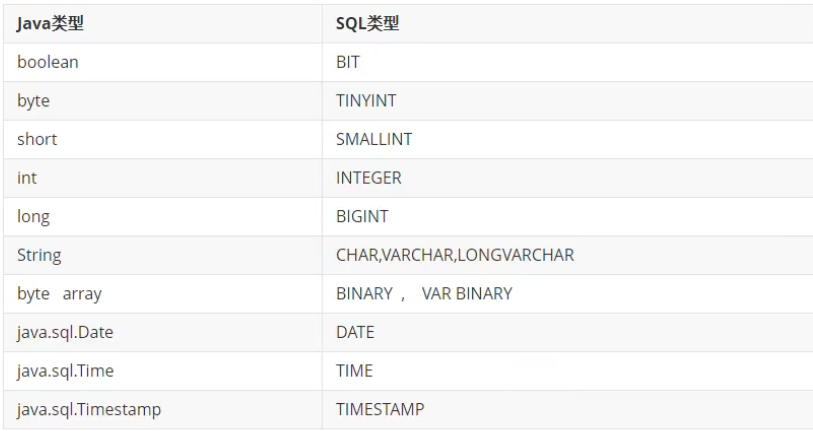 Java类型 SQL类型
boolean BIT
byte TINYINT
short SMALLINT
int INTEGER
long BIGINT
String CHAR,VARCHAR,LONGVARCHAR
byte array BINARY ， VAR BINARY
java.sql.Date DATE
java.sql.Time TIME
java.sql.Timestamp TIMESTAMP